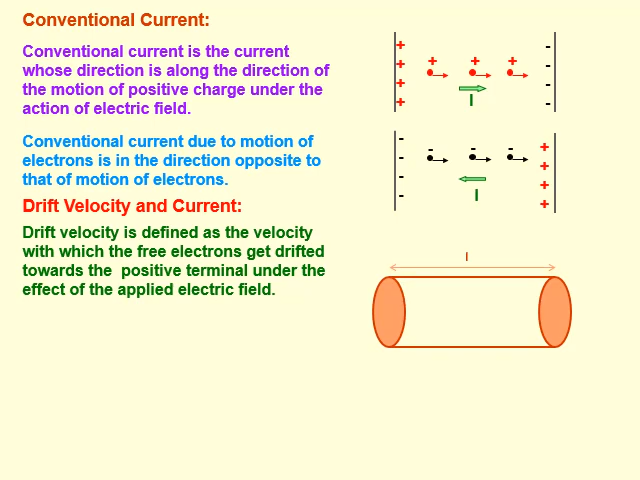 Conventional Current:
Conventional current is the current
whose direction is along the direction of
the motion of positive charge under the
action of electric field.
Conventional current due to motion of
electrons is in the direction opposite to
that of motion of electrons.
Drift Velocity and Current:
Drift velocity is defined as the velocity
with which the free electrons get drifted
towards the  positive terminal under the
effect of the applied electric field.
+ + + -
+ -
+ -
+ -
+
I
- - - -
- +
- +
- +
+
I
l